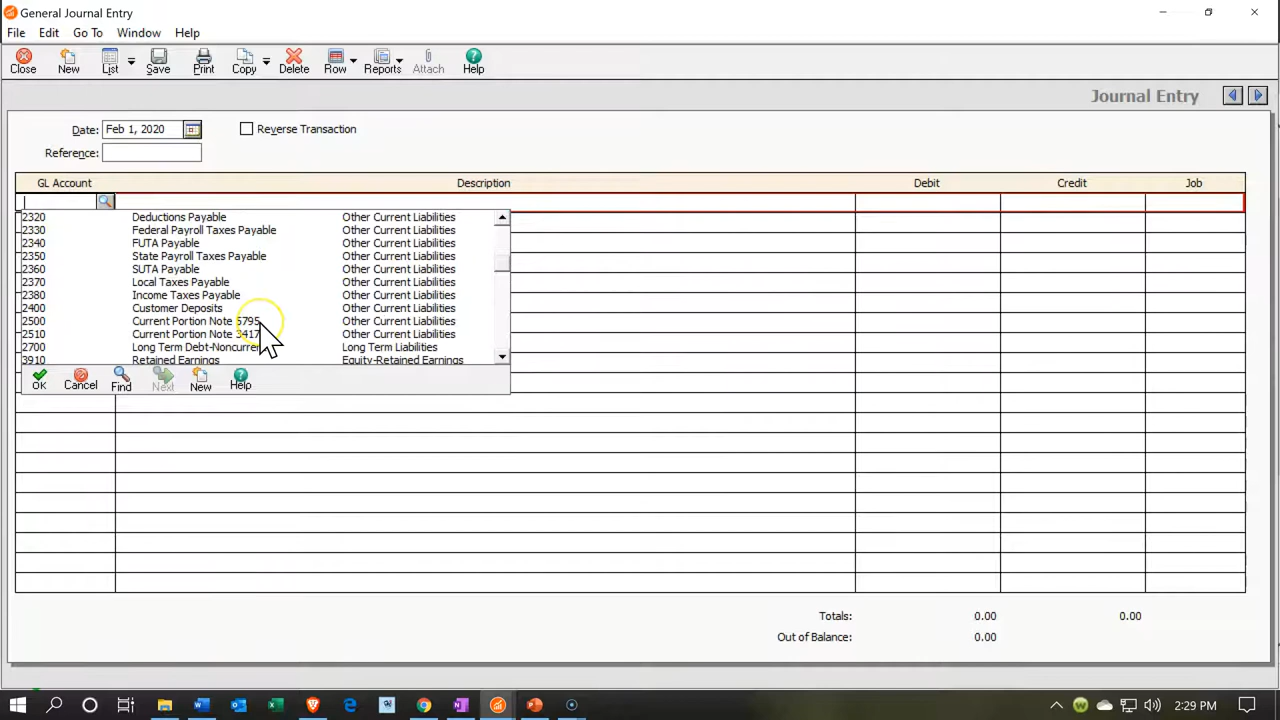 General Journal Entry
File Edit Go To Window Help
Close New List Save Print Copy Delete Row Reports Attach Help
Journal Entry
Date: Feb 1, 2020 Reverse Transaction
Reference:
GL Account Description Debit Credit Job
2320 Deductions Payable Other Current Liabilities
2330 Federal Payroll Taxes Payable Other Current Liabilities
2340 FUTA Payable Other Current Liabilities
2350 State Payroll Taxes Payable Other Current Liabilities
2360 SUTA Payable Other Current Liabilities
2370 Local Taxes Payable Other Current Liabilities
2380 Income Taxes Payable Other Current Liabilities
2400 Customer Deposits Other Current Liabilities
2500 Current Portion Note 5795 Other Current Liabilities
2510 Current Portion Note 3417 Other Current Liabilities
2700 Long Term Debt-Noncurren Long Term Liabilities
3910 Retained Earnings Equity-Retained Earnings
OK Cancel Find Next New Help
Totals: 0.00 0.00
Out of Balance: 0.00
2:29 PM